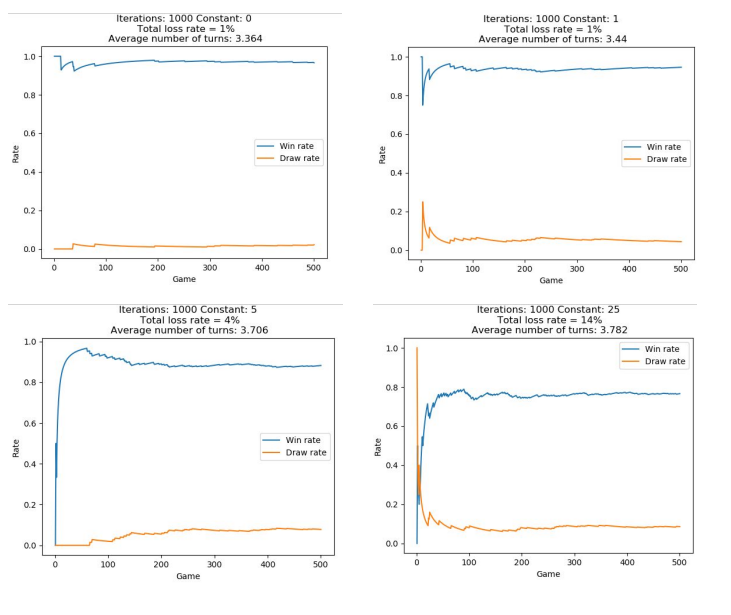 Iterations: 1000 Constant: 0
Total loss rate = 1%
Average number of turns: 3.364
1.0
0.8
0.6
0.4
0.2
0.0
Rate
Win rate
Draw rate
0 100 200 300 400 500
Game
Iterations: 1000 Constant: 1
Total loss rate = 1%
Average number of turns: 3.44
1.0
0.8
0.6
0.4
0.2
0.0
Rate
Win rate
Draw rate
0 100 200 300 400 500
Game
Iterations: 1000 Constant: 5
Total loss rate = 4%
Average number of turns: 3.706
1.0
0.8
0.6
0.4
0.2
0.0
Rate
Win rate
Draw rate
0 100 200 300 400 500
Game
Iterations: 1000 Constant: 25
Total loss rate = 14%
Average number of turns: 3.782
1.0
0.8
0.6
0.4
0.2
0.0
Rate
Win rate
Draw rate
0 100 200 300 400 500
Game